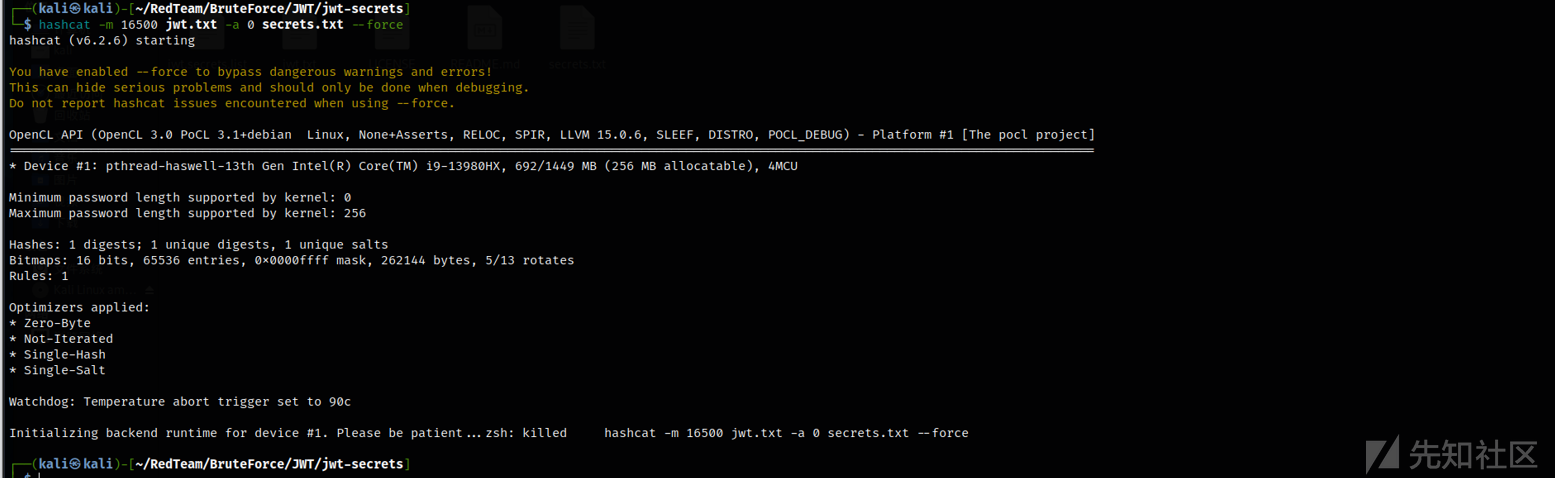 ┌──(kali㉿kali)-[~/RedTeam/BruteForce/JWT/jwt-secrets]
└─$ hashcat -m 16500 jwt.txt -a 0 secrets.txt --force
hashcat (v6.2.6) starting
You have enabled --force to bypass dangerous warnings and errors!
This can hide serious problems and should only be done when debugging.
Do not report hashcat issues encountered when using --force.
OpenCL API (OpenCL 3.0 PoCL 3.1+debian  Linux, None+Asserts, RELOC, SPIR, LLVM 15.0.6, SLEEF, DISTRO, POCL_DEBUG) - Platform #1 [The pocl project]
* Device #1: pthread-haswell-13th Gen Intel(R) Core(TM) i9-13980HX, 692/1449 MB (256 MB allocatable), 4MCU
Minimum password length supported by kernel: 0
Maximum password length supported by kernel: 256
Hashes: 1 digests; 1 unique digests, 1 unique salts
Bitmaps: 16 bits, 65536 entries, 0x0000ffff mask, 262144 bytes, 5/13 rotates
Rules: 1
Optimizers applied:
* Zero-Byte
* Not-Iterated
* Single-Hash
* Single-Salt
Watchdog: Temperature abort trigger set to 90c
Initializing backend runtime for device #1. Please be patient...zsh: killed     hashcat -m 16500 jwt.txt -a 0 secrets.txt --force
┌──(kali㉿kali)-[~/RedTeam/BruteForce/JWT/jwt-secrets]
└─$
先知社区